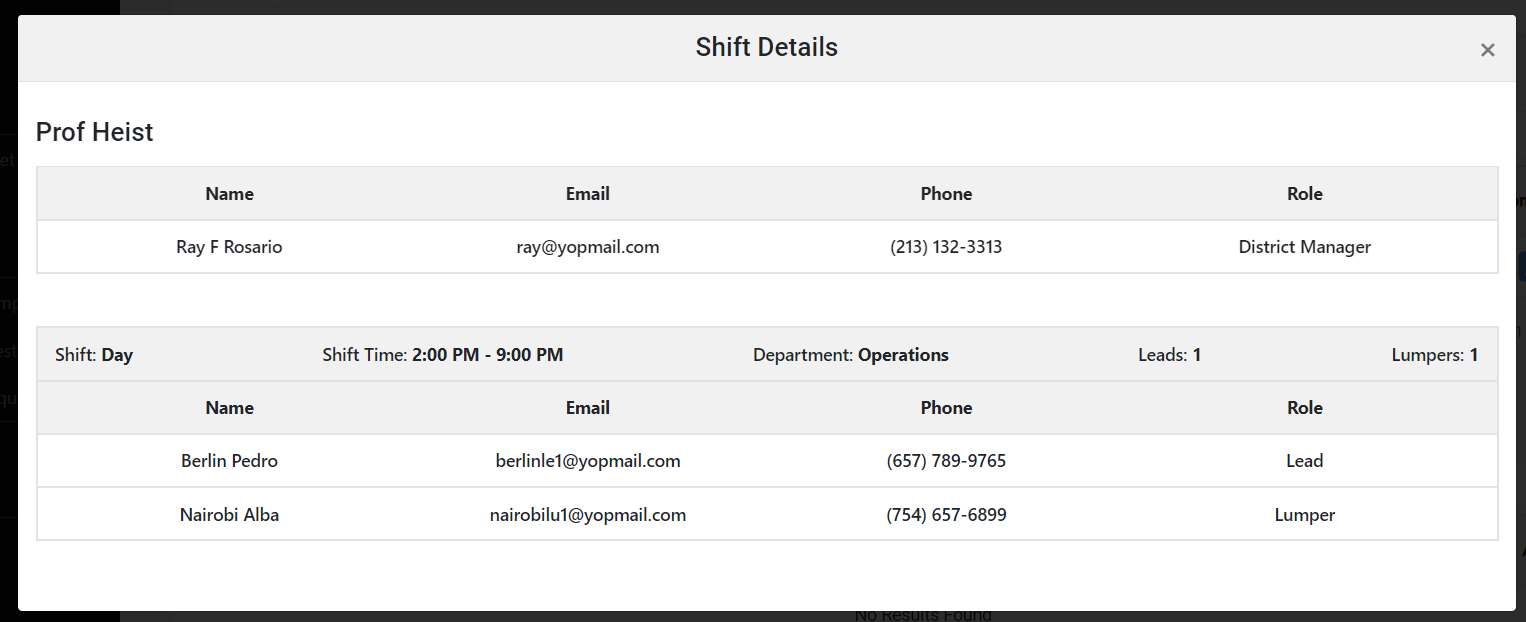 Shift Details ×
Prof Heist
Name Email Phone Role
Ray F Rosario ray@yopmail.com (213) 132-3313 District Manager
Shift: Day Shift Time: 2:00 PM - 9:00 PM Department: Operations Leads: 1 Lumpers: 1
Name Email Phone Role
Berlin Pedro berlinle1@yopmail.com (657) 789-9765 Lead
Nairobi Alba nairobilu1@yopmail.com (754) 657-6899 Lumper
No Results Found